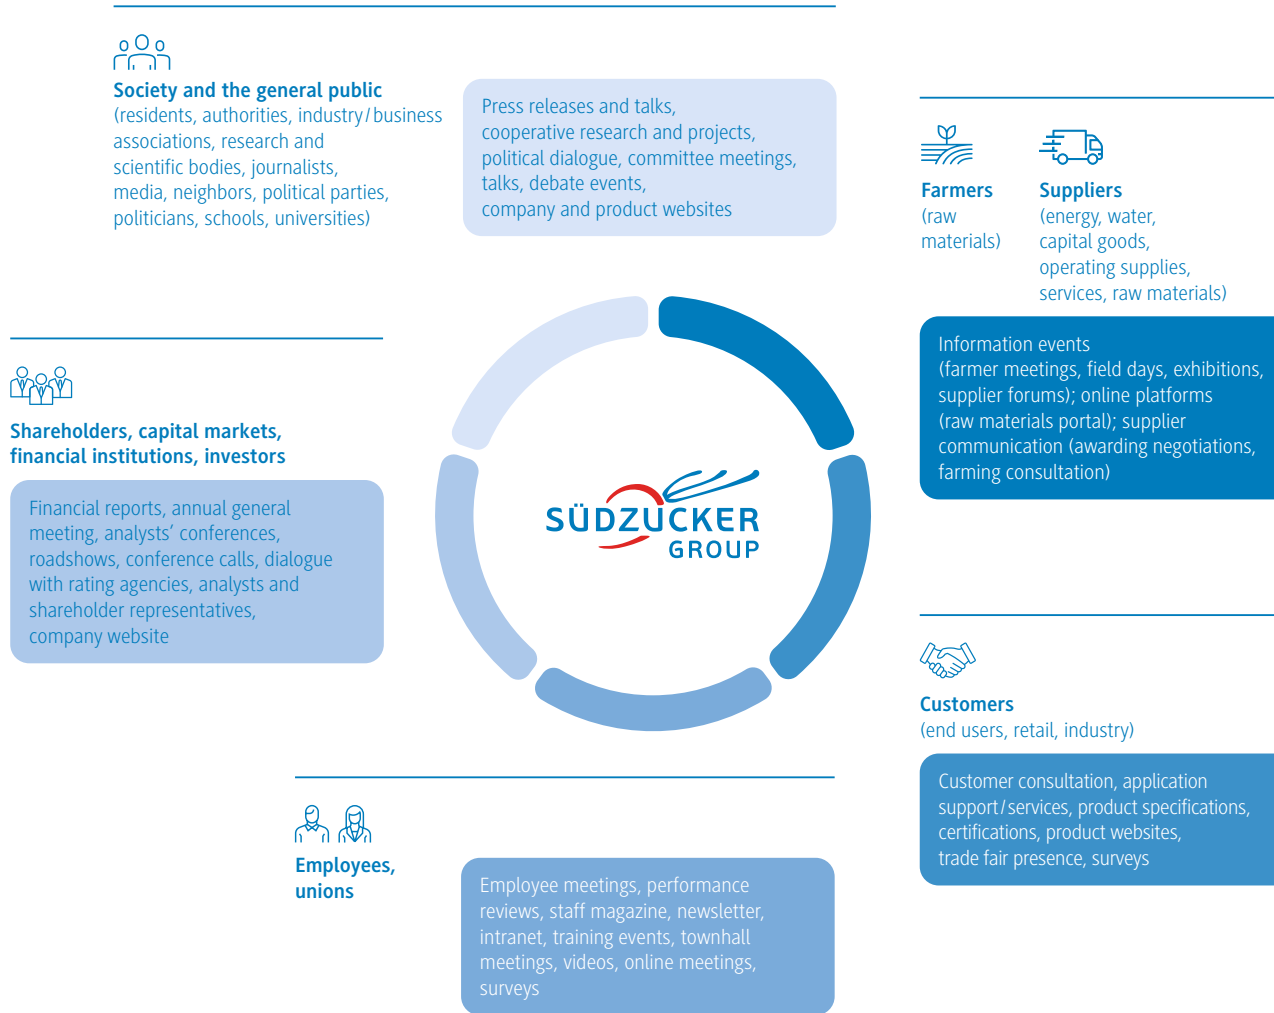 Society and the general public
(residents, authorities, industry/business
associations, research and
scientific bodies, journalists,
media, neighbors, political parties,
politicians, schools, universities)
Press releases and talks,
cooperative research and projects,
political dialogue, committee meetings,
talks, debate events,
company and product websites
Farmers
(raw
materials)
Suppliers
(energy, water,
capital goods,
operating supplies,
services, raw materials)
Information events
(farmer meetings, field days, exhibitions,
supplier forums); online platforms
(raw materials portal); supplier
communication (awarding negotiations,
farming consultation)
Shareholders, capital markets,
financial institutions, investors
Financial reports, annual general
meeting, analysts’ conferences,
roadshows, conference calls, dialogue
with rating agencies, analysts and
shareholder representatives,
company website
SÜDZUCKER
GROUP
Customers
(end users, retail, industry)
Customer consultation, application
support/services, product specifications,
certifications, product websites,
trade fair presence, surveys
Employees,
unions
Employee meetings, performance
reviews, staff magazine, newsletter,
intranet, training events, townhall
meetings, videos, online meetings,
surveys